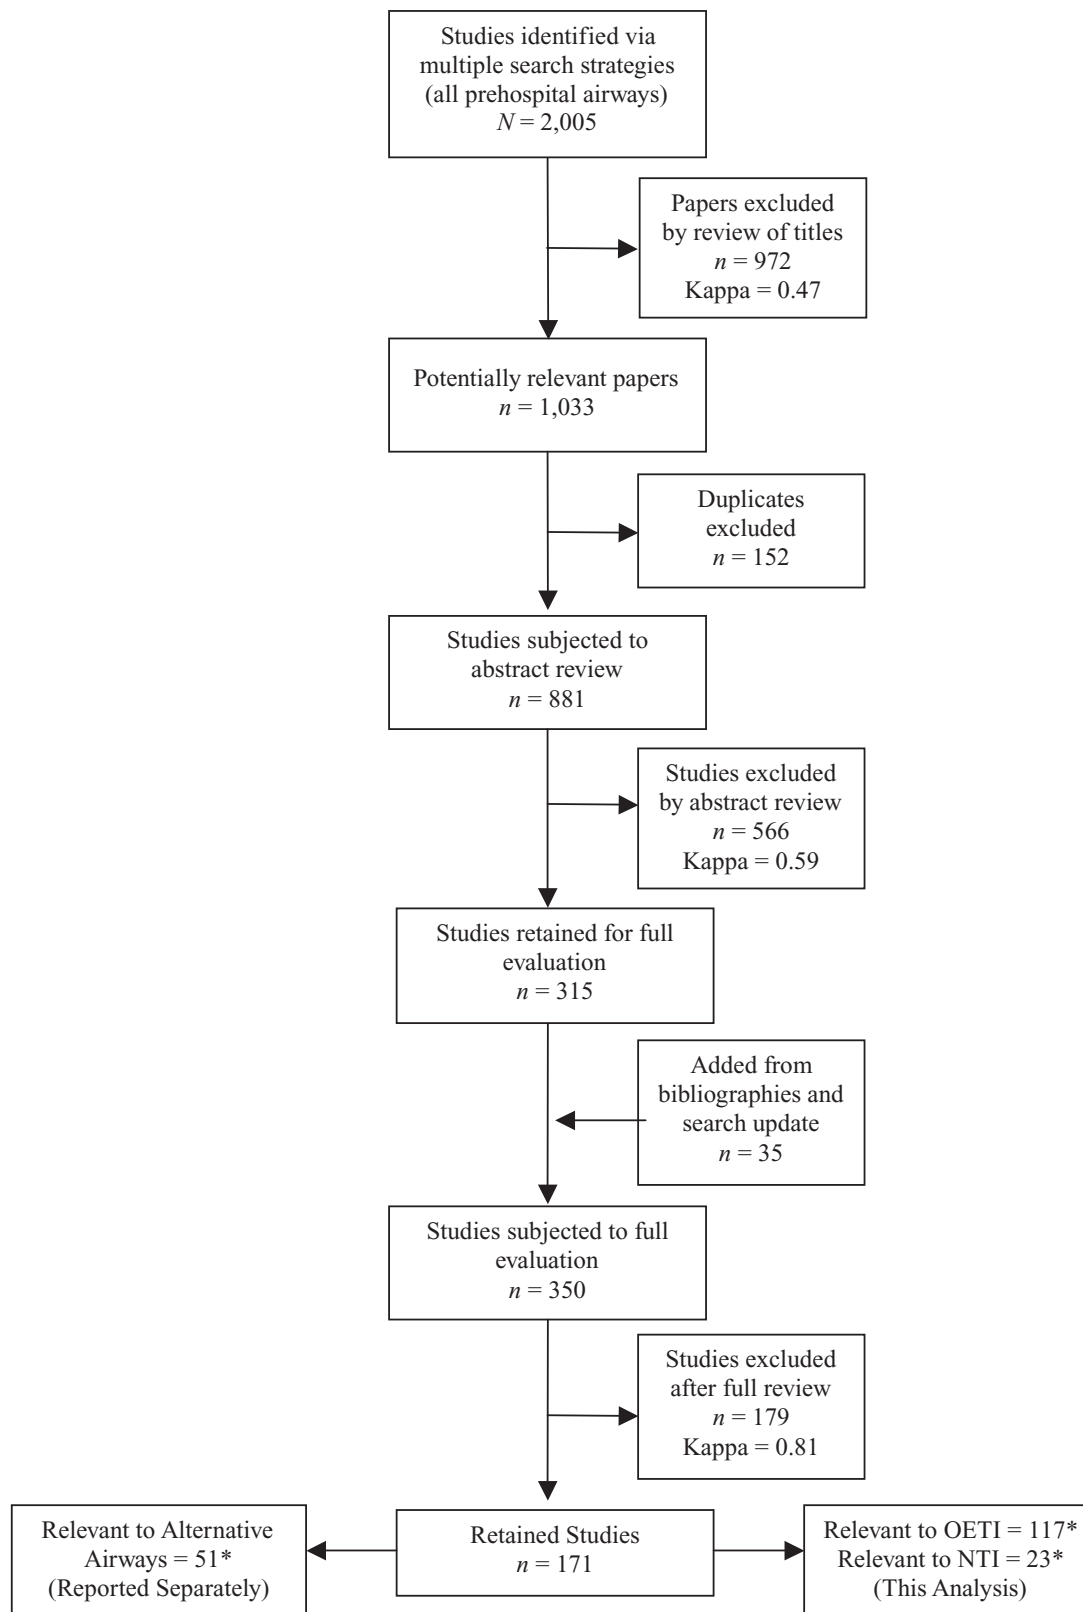 Studies identified via
multiple search strategies
(all prehospital airways)
N = 2,005
Papers excluded
by review of titles
n = 972
Kappa = 0.47
Potentially relevant papers
n = 1,033
Duplicates
excluded
n = 152
Studies subjected to
abstract review
n = 881
Studies excluded
by abstract review
n = 566
Kappa = 0.59
Studies retained for full
evaluation
n = 315
Added from
bibliographies and
search update
n = 35
Studies subjected to full
evaluation
n = 350
Studies excluded
after full review
n = 179
Kappa = 0.81
Relevant to Alternative
Airways = 51*
(Reported Separately)
Retained Studies
n = 171
Relevant to OETI = 117*
Relevant to NTI = 23*
(This Analysis)